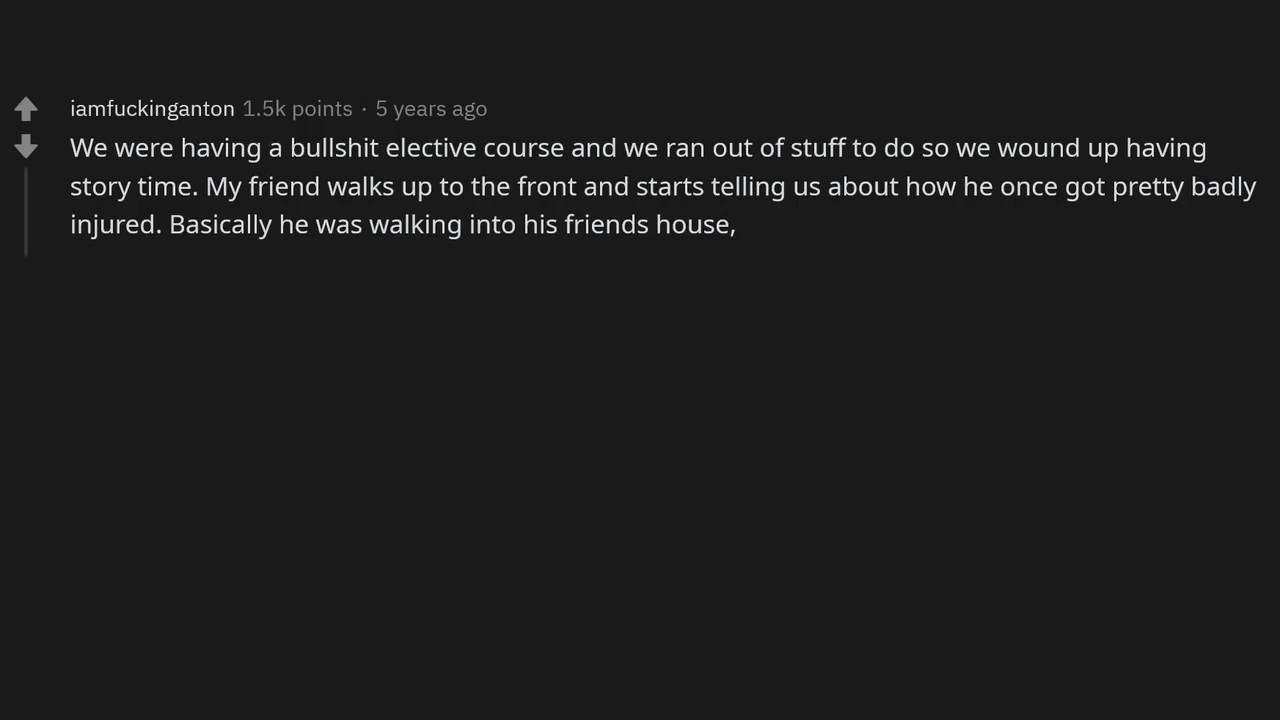 iamfuckinganton 1.5k points · 5 years ago
We were having a bullshit elective course and we ran out of stuff to do so we wound up having
story time. My friend walks up to the front and starts telling us about how he once got pretty badly
injured. Basically he was walking into his friends house,